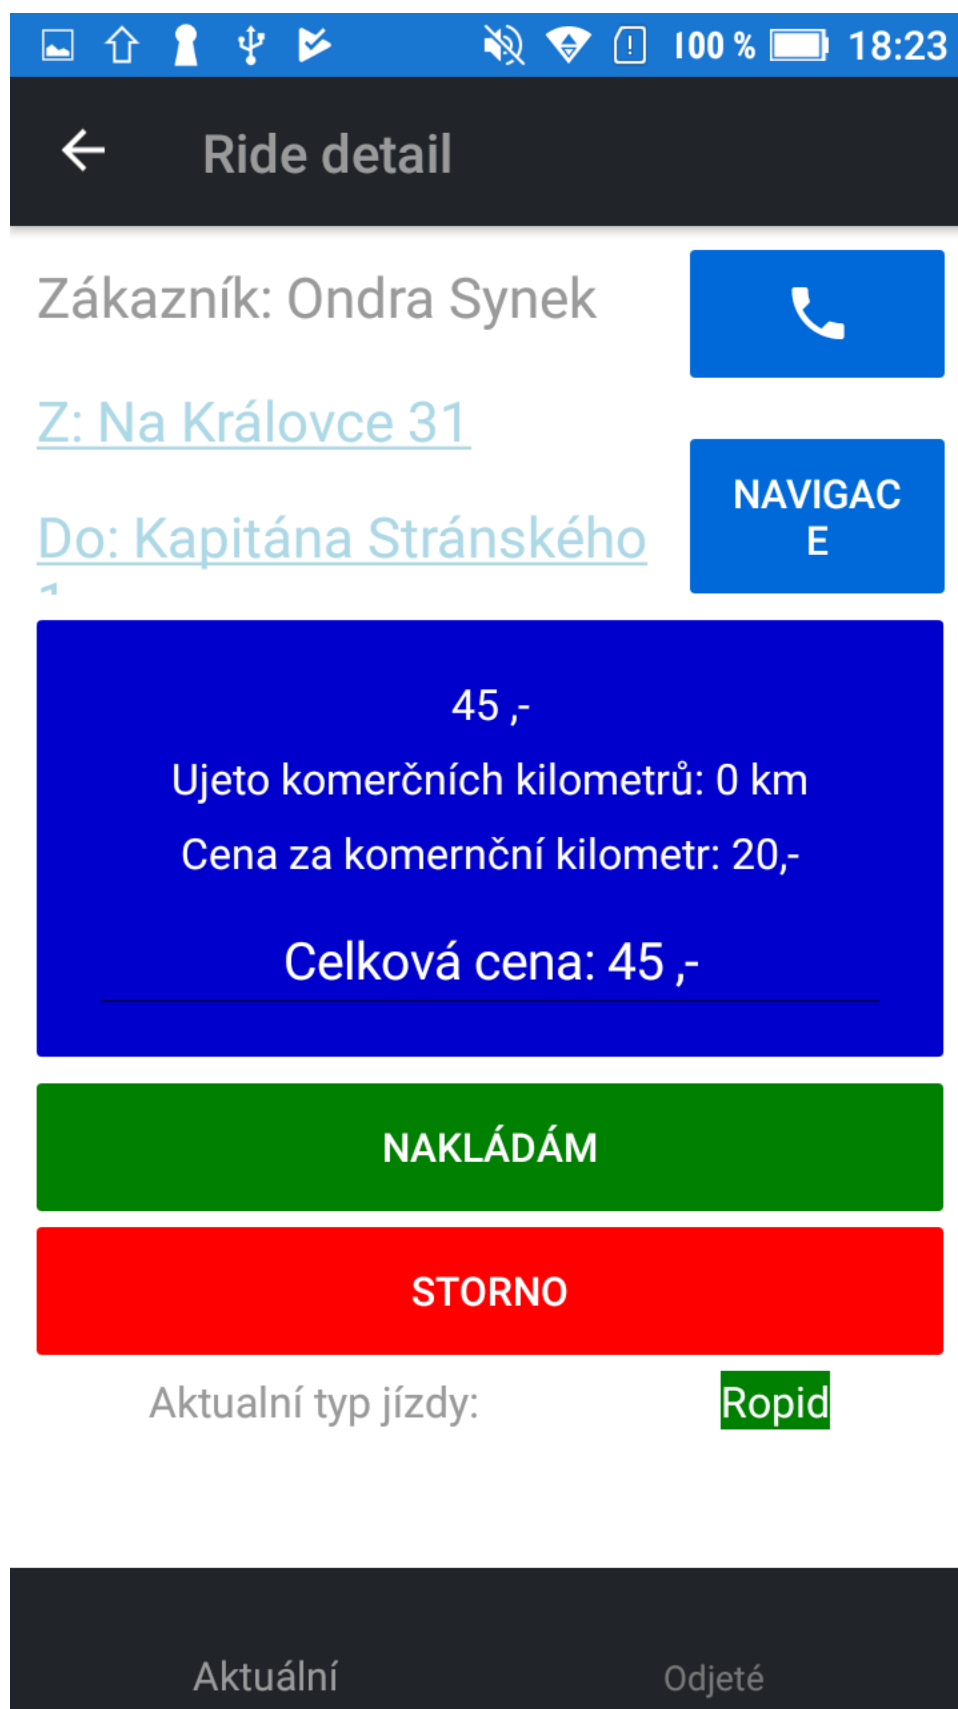 100 % 18:23
Ride detail
Zákazník: Ondra Synek
Z: Na Královce 31
Do: Kapitána Stránského
NAVIGAC
E
45 ,-
Ujeto komerčních kilometrů: 0 km
Cena za komernční kilometr: 20,-
Celková cena: 45 ,-
NAKLÁDÁM
STORNO
Aktualní typ jízdy: Ropid
Aktuální Odjeté